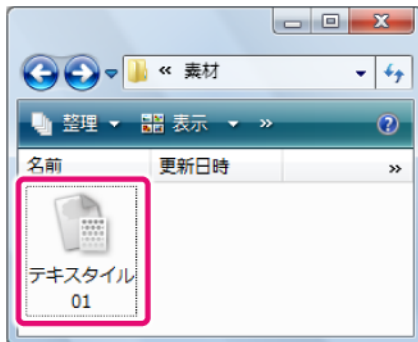 « 素材
整理 表示 »
名前 更新日時 »
テキスタイル
01